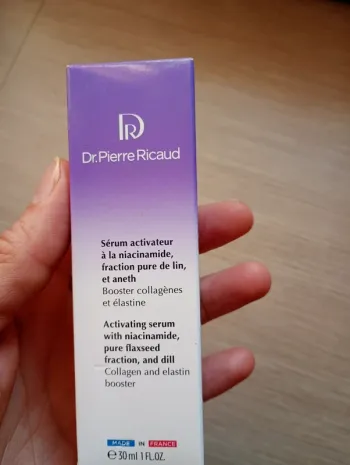 DR
Dr.Pierre Ricaud
Sérum activateur
à la niacinamide,
fraction pure de lin,
et aneth
Booster collagènes
et élastine
Activating serum
with niacinamide,
pure flaxseed
fraction, and dill
Collagen and elastin
booster
MADE IN FRANCE
℮ 30 ml 1 FL.OZ.